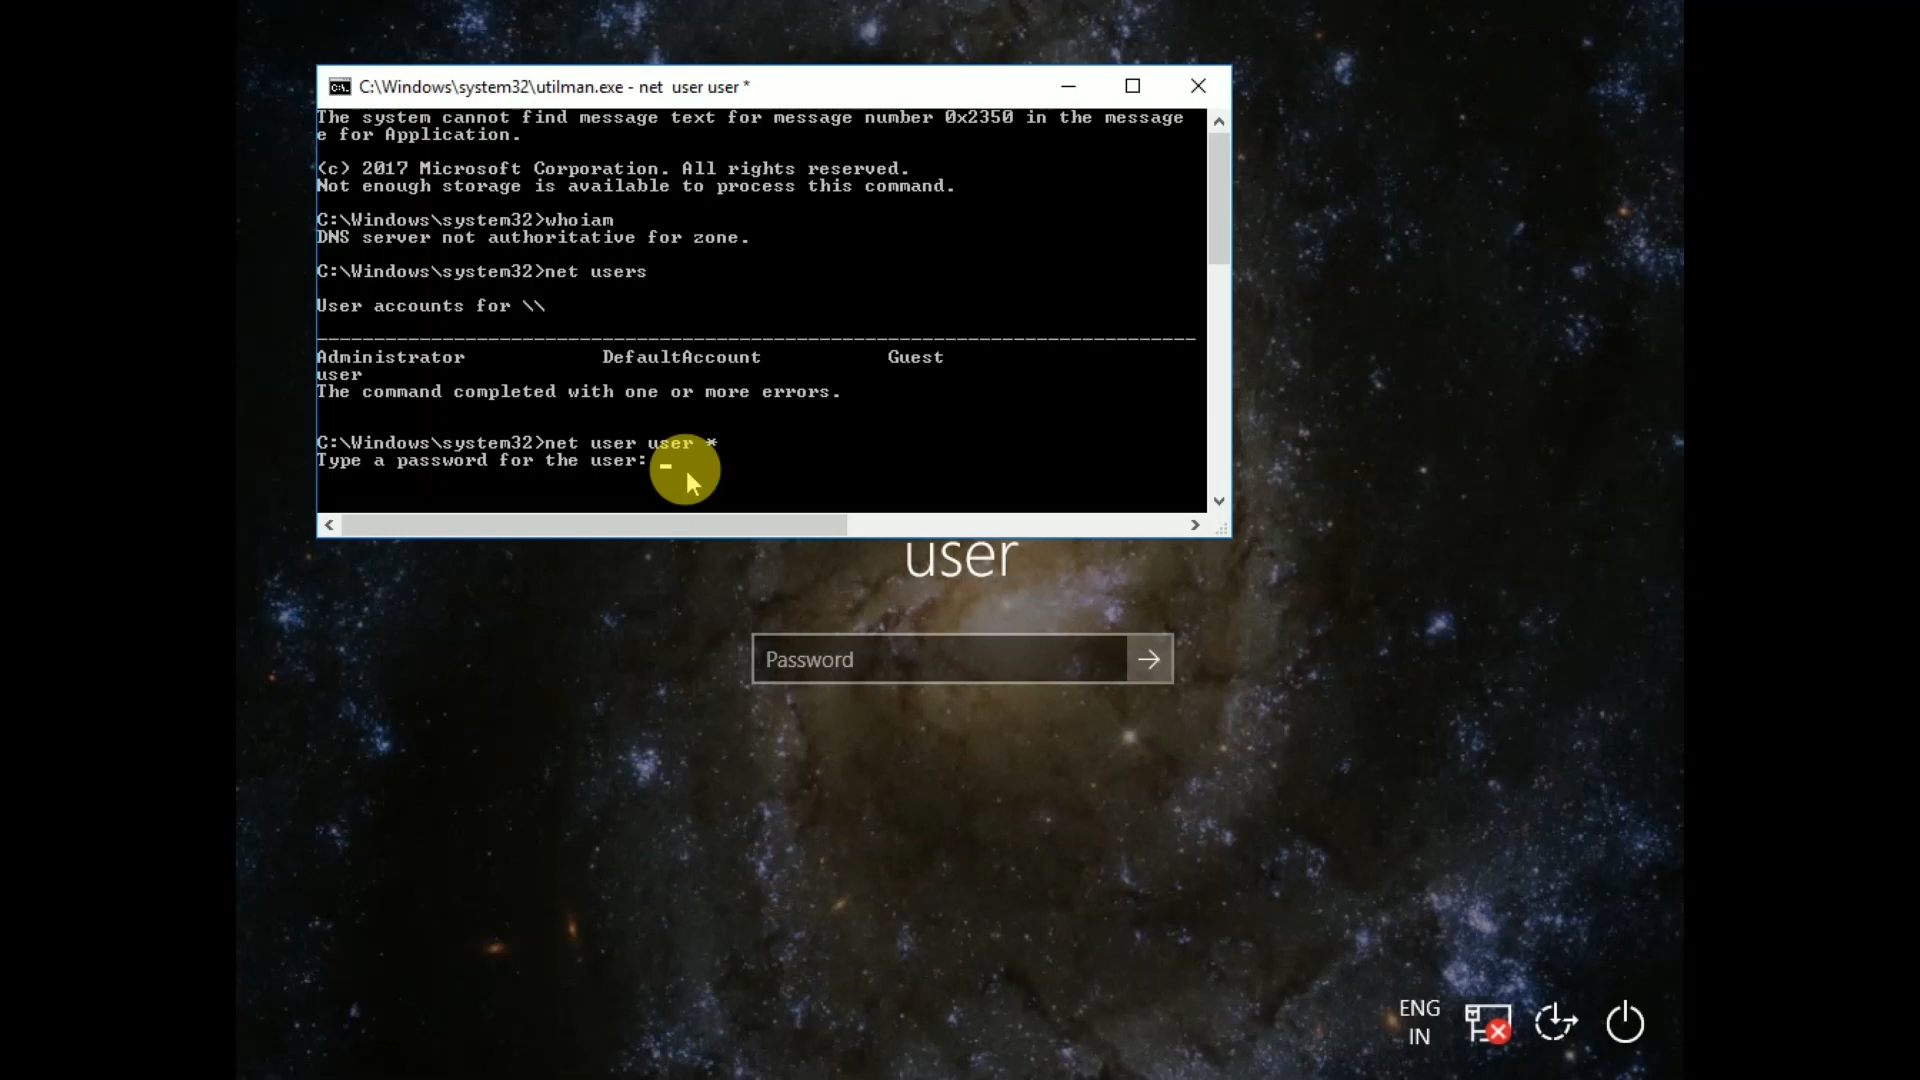 C:\Windows\system32\utilman.exe - net  user user *
The system cannot find message text for message number 0x2350 in the message
e for Application.
(c) 2017 Microsoft Corporation. All rights reserved.
Not enough storage is available to process this command.
C:\Windows\system32>whoiam
DNS server not authoritative for zone.
C:\Windows\system32>net users
User accounts for \\
-------------------------------------------------------------------------------
Administrator            DefaultAccount           Guest
user
The command completed with one or more errors.
C:\Windows\system32>net user user *
Type a password for the user: _
user
Password
ENG
IN